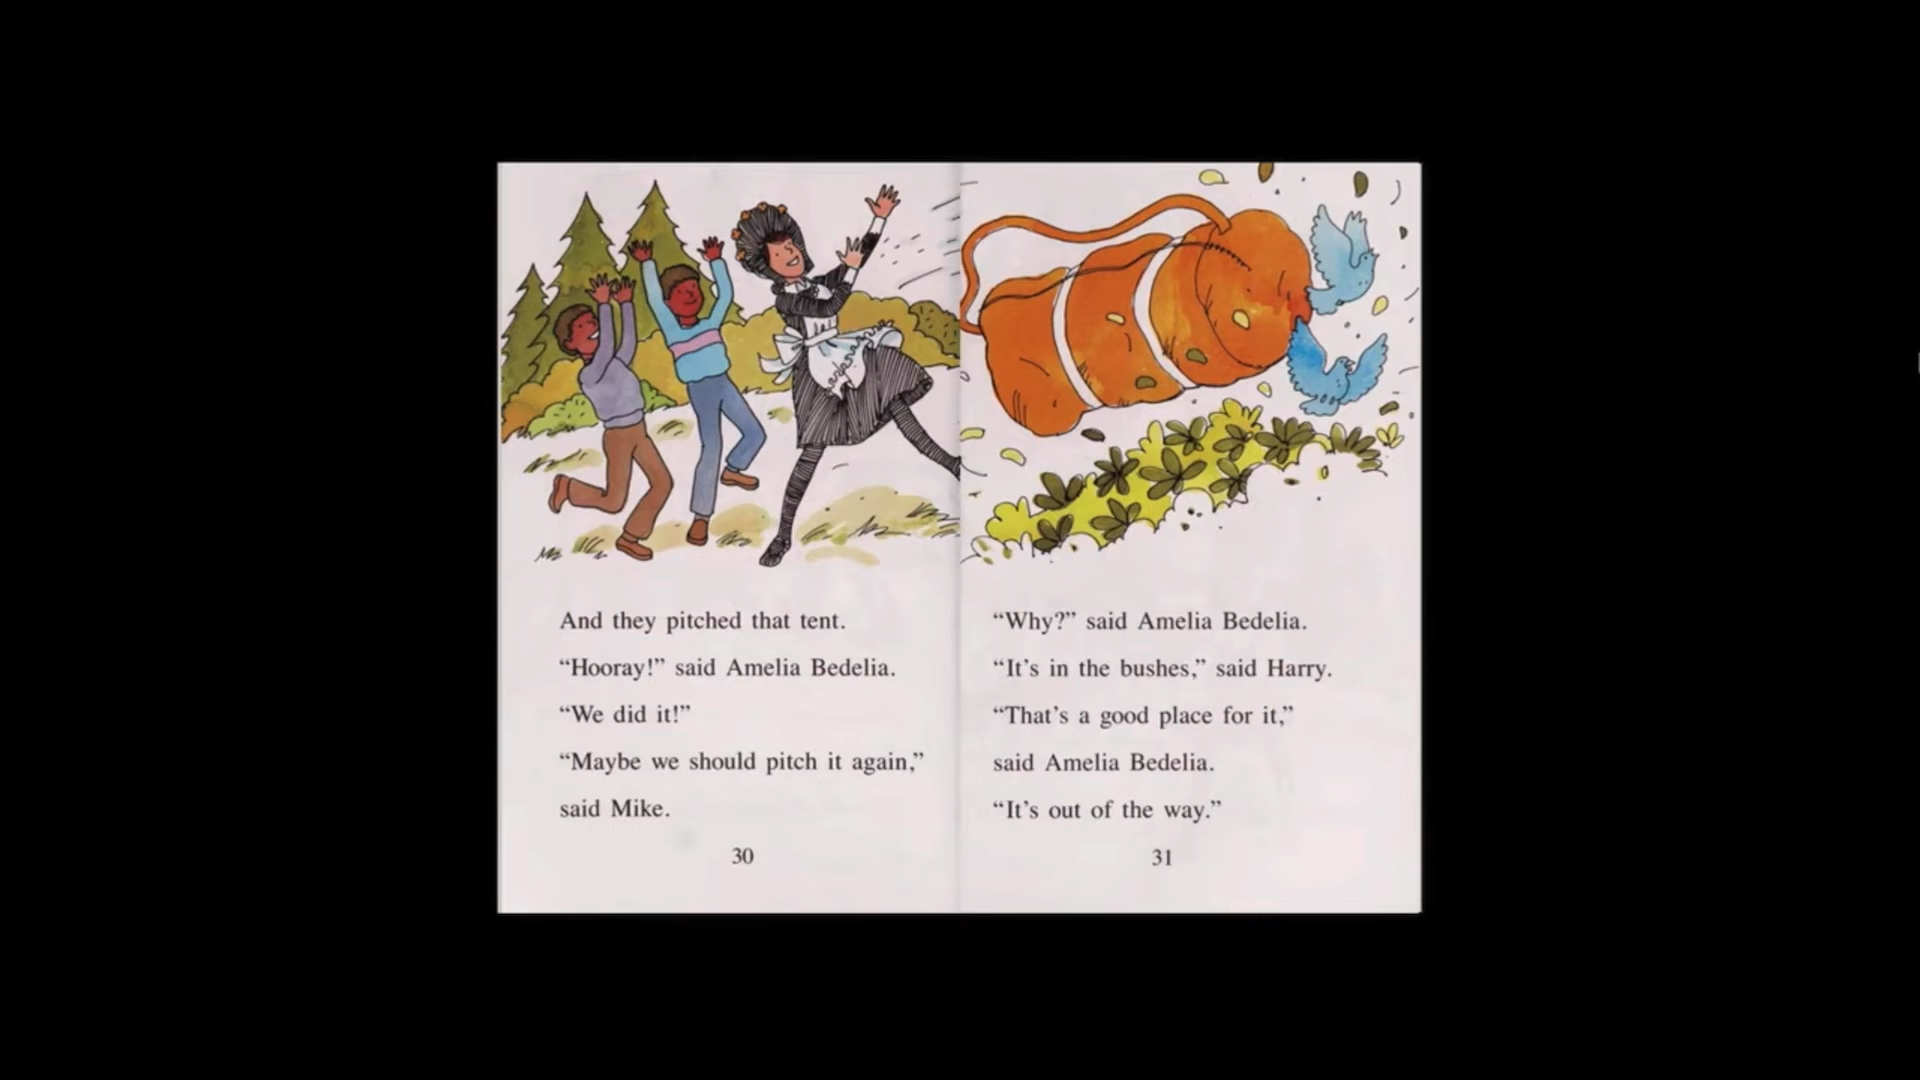 And they pitched that tent.
“Hooray!” said Amelia Bedelia.
“We did it!”
“Maybe we should pitch it again,”
said Mike.
30
“Why?” said Amelia Bedelia.
“It’s in the bushes,” said Harry.
“That’s a good place for it,”
said Amelia Bedelia.
“It’s out of the way.”
31